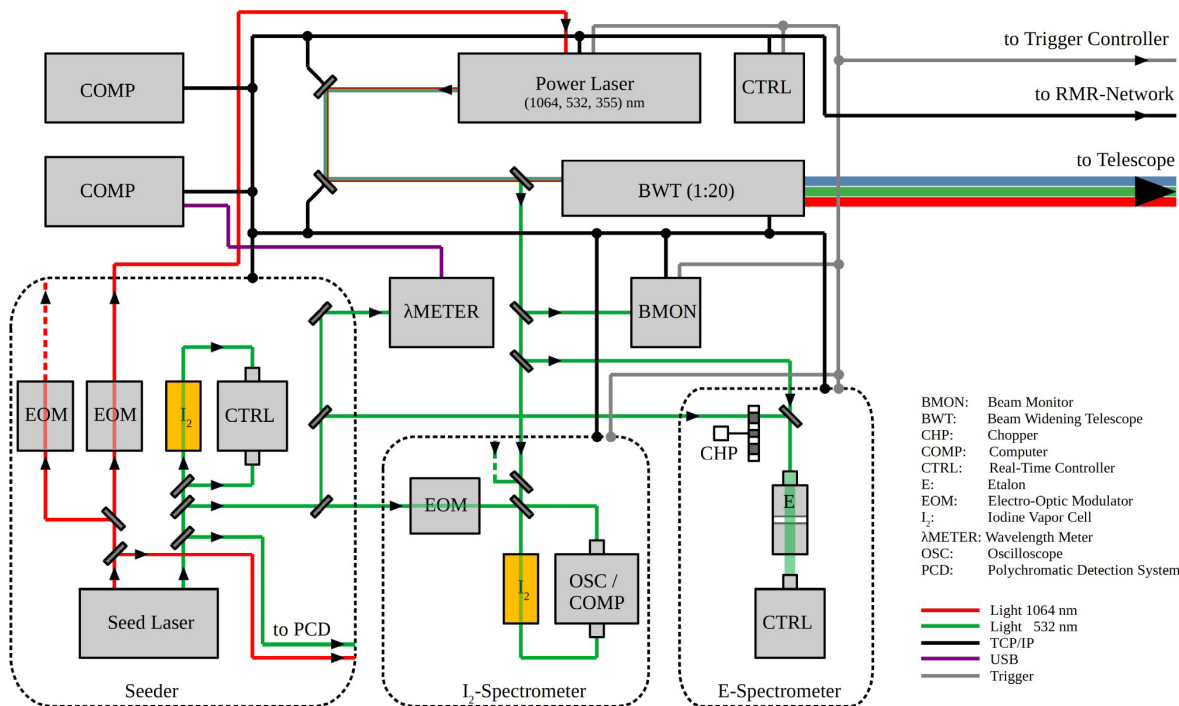 to Trigger Controller
COMP
Power Laser
(1064, 532, 355) nm
CTRL
to RMR-Network
to Telescope
COMP
BWT (1:20)
λMETER
BMON
EOM
EOM
I2
CTRL
CHP
BMON: Beam Monitor
BWT: Beam Widening Telescope
CHP: Chopper
COMP: Computer
CTRL: Real-Time Controller
E: Etalon
EOM: Electro-Optic Modulator
I2: Iodine Vapor Cell
λMETER: Wavelength Meter
OSC: Oscilloscope
PCD: Polychromatic Detection System
EOM
E
I2
OSC /
COMP
Seed Laser
to PCD
CTRL
Light 1064 nm
Light 532 nm
TCP/IP
USB
Trigger
Seeder
I2-Spectrometer
E-Spectrometer